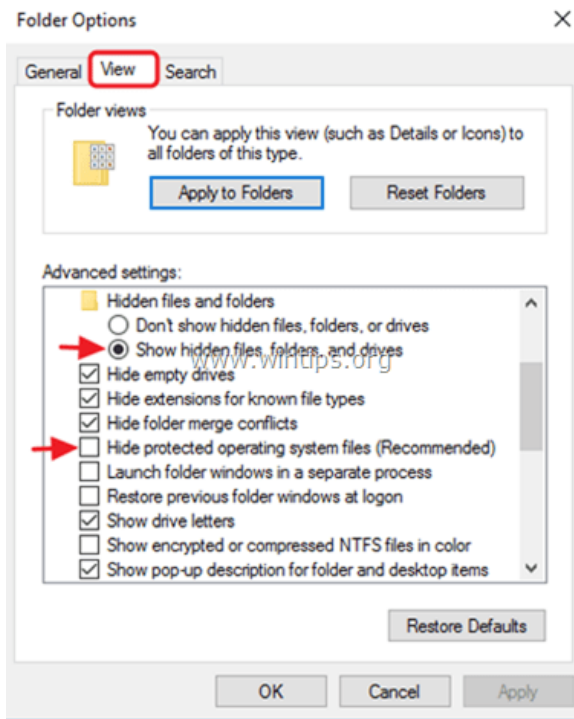 Folder Options
General View Search
Folder views
You can apply this view (such as Details or Icons) to
all folders of this type.
Apply to Folders Reset Folders
Advanced settings:
Hidden files and folders
Don't show hidden files, folders, or drives
Show hidden files, folders, and drives
www.wintips.org
Hide empty drives
Hide extensions for known file types
Hide folder merge conflicts
Hide protected operating system files (Recommended)
Launch folder windows in a separate process
Restore previous folder windows at logon
Show drive letters
Show encrypted or compressed NTFS files in color
Show pop-up description for folder and desktop items
Restore Defaults
OK Cancel Apply